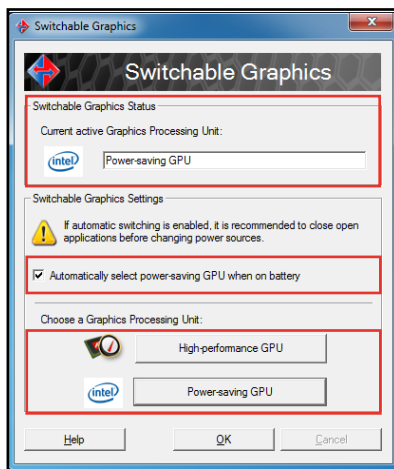 Switchable Graphics
Switchable Graphics
Switchable Graphics Status
Current active Graphics Processing Unit:
intel
Power-saving GPU
Switchable Graphics Settings
If automatic switching is enabled, it is recommended to close open
applications before changing power sources.
Automatically select power-saving GPU when on battery
Choose a Graphics Processing Unit:
High-performance GPU
intel
Power-saving GPU
Help
OK
Cancel